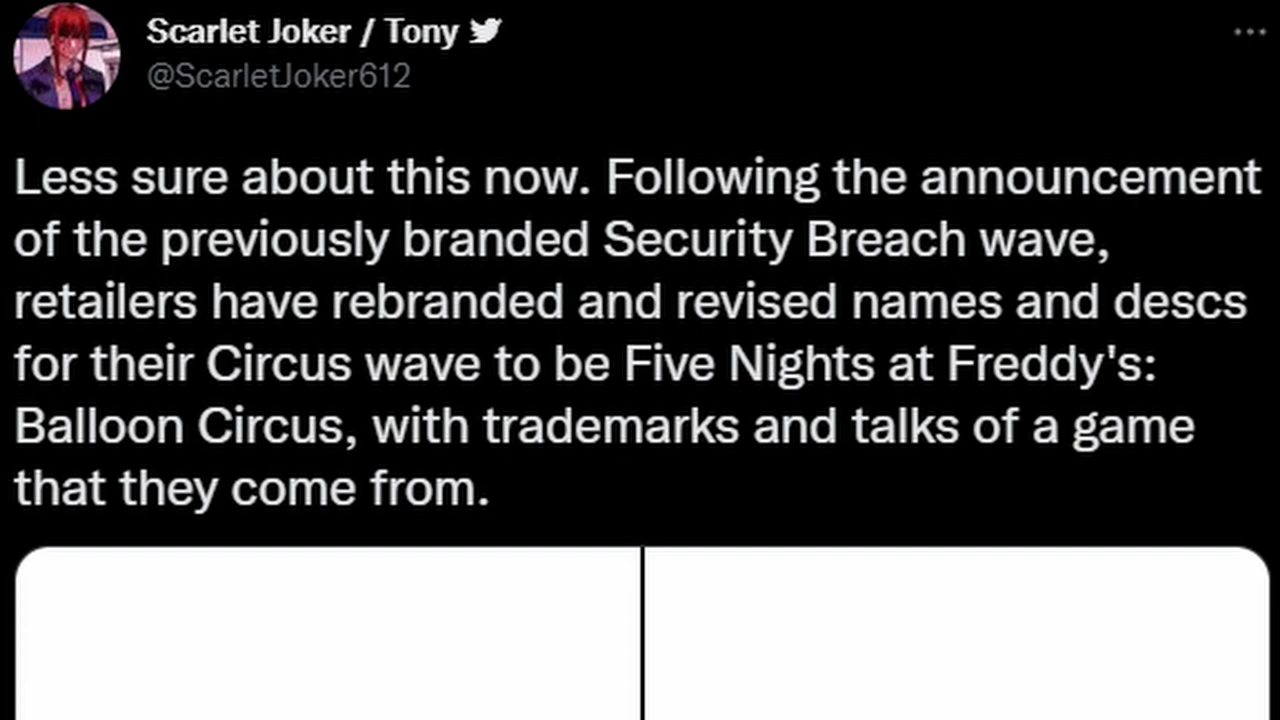 Scarlet Joker / Tony
@ScarletJoker612
Less sure about this now. Following the announcement
of the previously branded Security Breach wave,
retailers have rebranded and revised names and descs
for their Circus wave to be Five Nights at Freddy's:
Balloon Circus, with trademarks and talks of a game
that they come from.